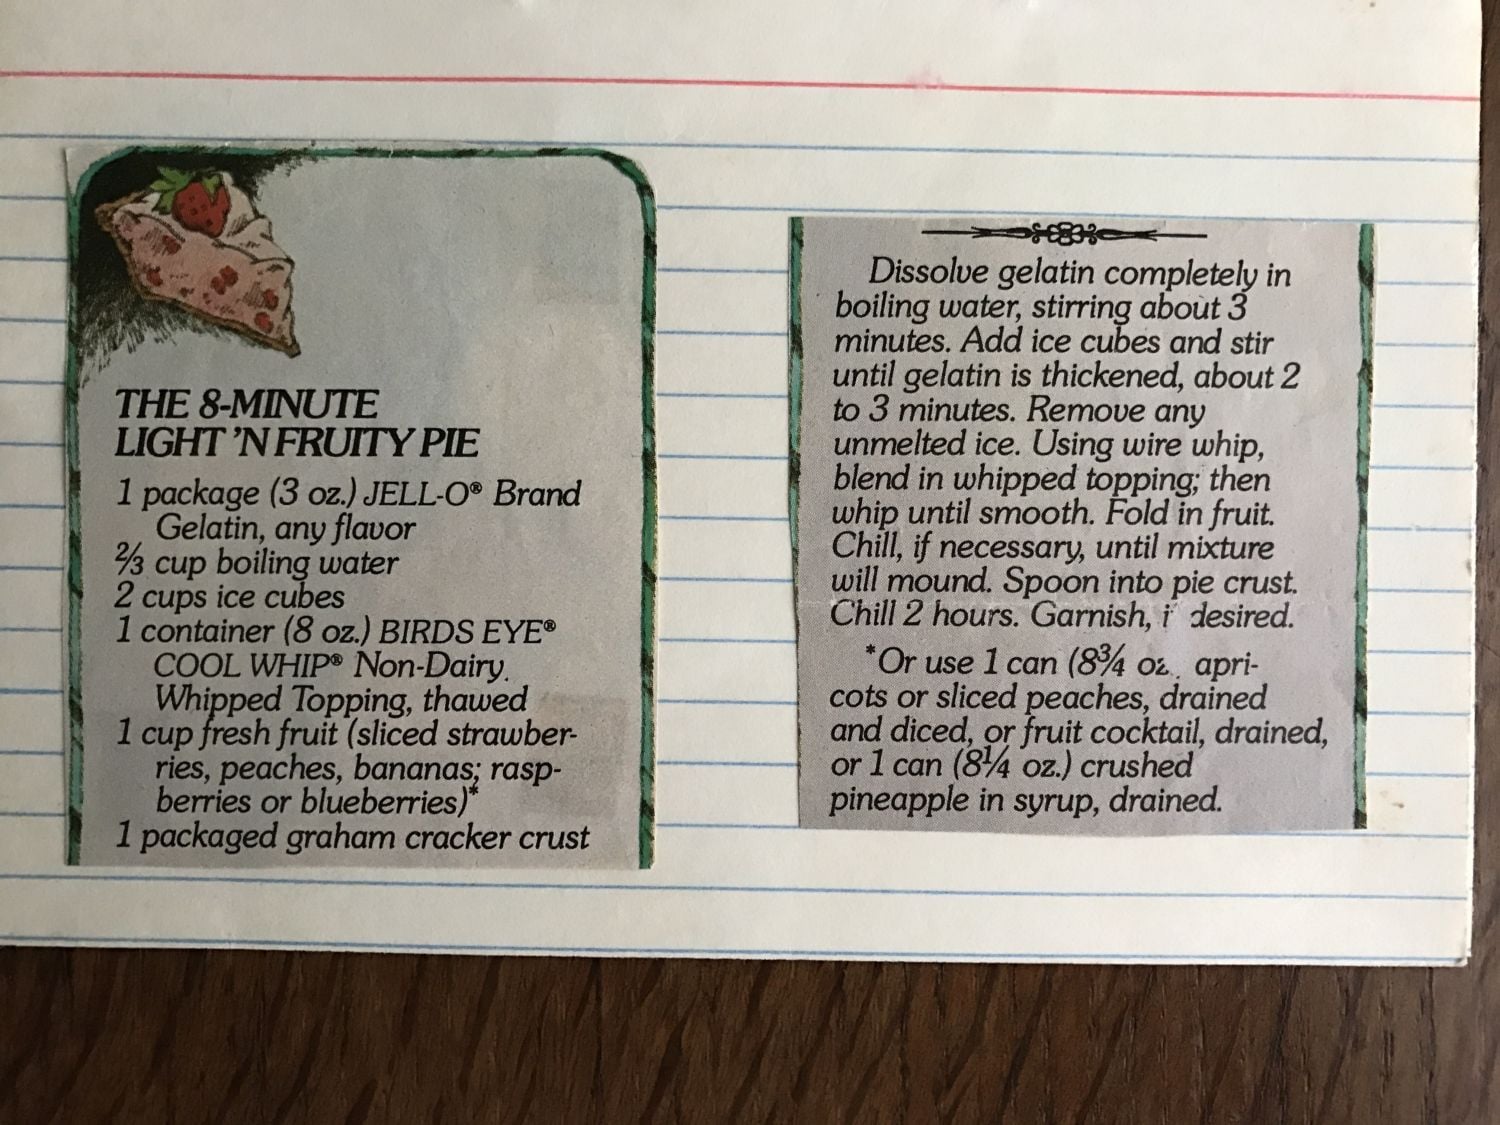 THE 8-MINUTE
LIGHT 'N FRUITY PIE
1 package (3 oz.) JELL-O® Brand
Gelatin, any flavor
⅔ cup boiling water
2 cups ice cubes
1 container (8 oz.) BIRDS EYE®
COOL WHIP® Non-Dairy
Whipped Topping, thawed
1 cup fresh fruit (sliced strawber-
ries, peaches, bananas; rasp-
berries or blueberries)*
1 packaged graham cracker crust
Dissolve gelatin completely in
boiling water, stirring about 3
minutes. Add ice cubes and stir
until gelatin is thickened, about 2
to 3 minutes. Remove any
unmelted ice. Using wire whip,
blend in whipped topping; then
whip until smooth. Fold in fruit.
Chill, if necessary, until mixture
will mound. Spoon into pie crust.
Chill 2 hours. Garnish, desired.
*Or use 1 can (8¾ apri-
cots or sliced peaches, drained
and diced, or fruit cocktail, drained,
or 1 can (8¼ oz.) crushed
pineapple in syrup, drained.